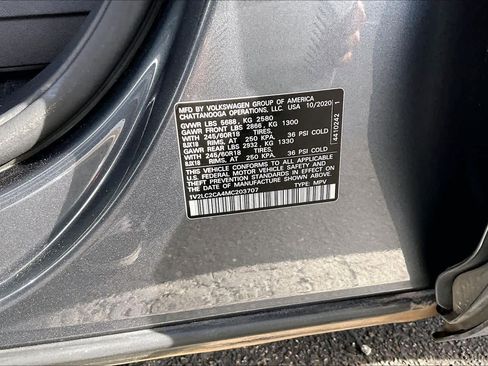 MFD. BY VOLKSWAGEN GROUP OF AMERICA
CHATTANOOGA OPERATIONS, LLC. USA 10/2020
GVWR LBS 5688, KG 2580
GAWR FRONT LBS 2866, KG 1300
WITH 245/60R18 TIRES,
8JX18 RIMS, AT 250 KPA, 36 PSI COLD
GAWR REAR LBS 2932, KG 1330
WITH 245/60R18 TIRES,
8JX18 RIMS, AT 250 KPA, 36 PSI COLD
THIS VEHICLE CONFORMS TO ALL APPLICABLE
U.S. FEDERAL MOTOR VEHICLE SAFETY AND
THEFT PREVENTION STANDARDS IN EFFECT ON
THE DATE OF MANUFACTURE SHOWN ABOVE.
1V2LC2CA4MC203707 TYPE: MPV
1410242 1